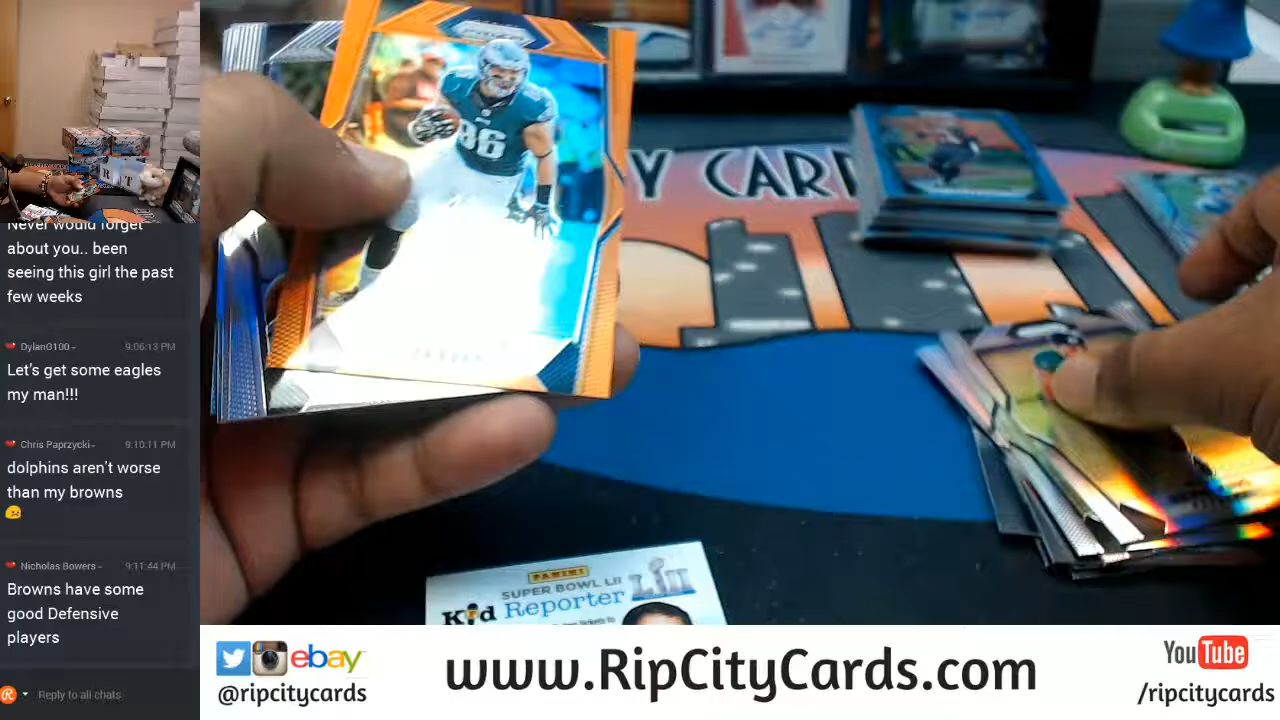 Never would forget
about you.. been
seeing this girl the past
few weeks
DylanG100-
9:06:13 PM
Let's get some eagles
my man!!!
Chris Paprzycki-
9:10:11 PM
dolphins aren't worse
than my browns
Nicholas Bowers-
9:11:44 PM
Browns have some
good Defensive
players
Reply to all chats
86
Y CARD
PANINI
SUPER BOWL LII
Kid Reporter
LII
ebay
@ripcitycards
www.RipCityCards.com
YouTube
/ripcitycards